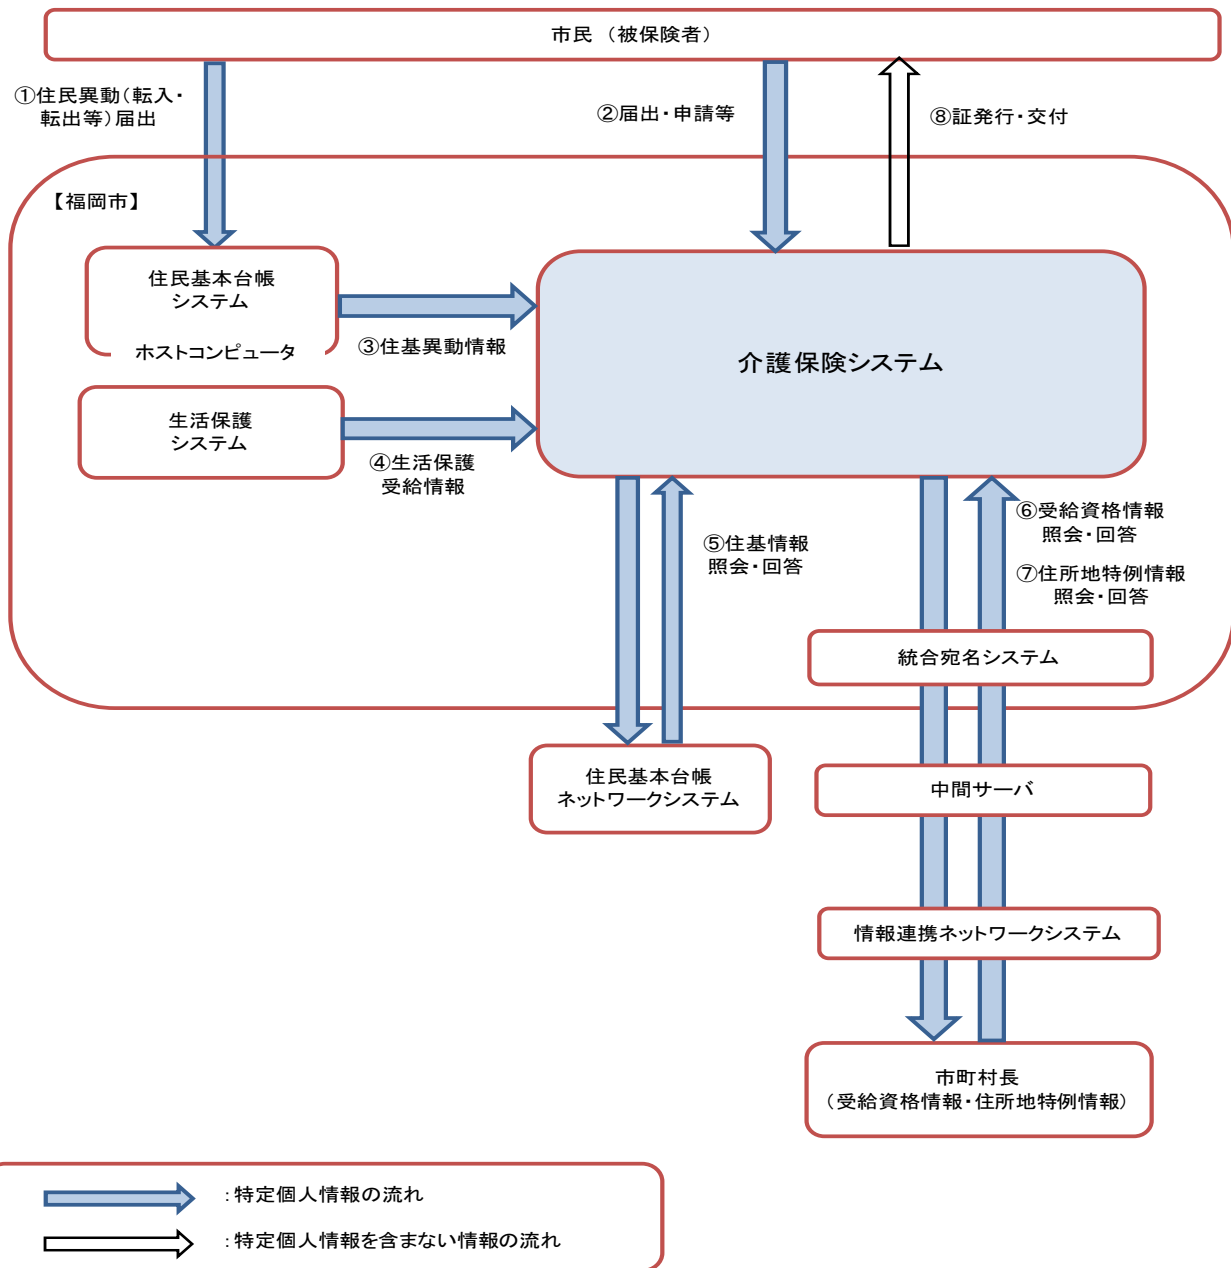 市民 （被保険者）
①住民異動（転入・
転出等）届出
②届出・申請等
⑧証発行・交付
【福岡市】
住民基本台帳
システム
ホストコンピュータ
③住基異動情報
介護保険システム
生活保護
システム
④生活保護
受給情報
⑤住基情報
照会・回答
⑥受給資格情報
照会・回答
⑦住所地特例情報
照会・回答
統合宛名システム
住民基本台帳
ネットワークシステム
中間サーバ
情報連携ネットワークシステム
市町村長
（受給資格情報・住所地特例情報）
：特定個人情報の流れ
：特定個人情報を含まない情報の流れ